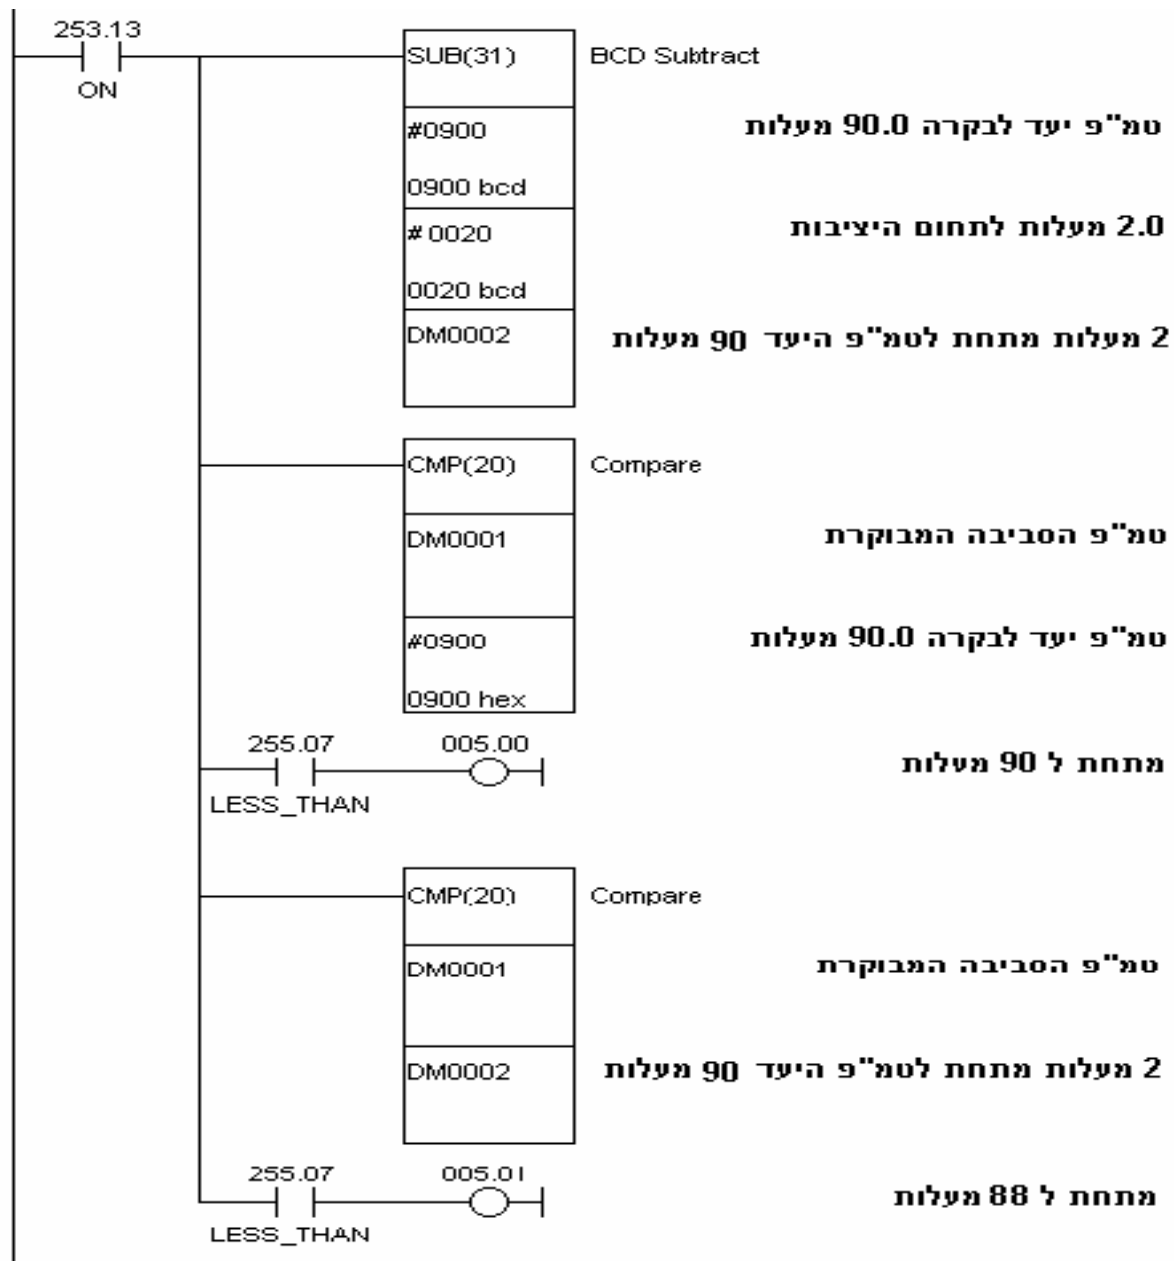 253.13
ON
SUB(31)
BCD Subtract
#0900
0900 bcd
טמ"פ יעד לבקרה 90.0 מעלות
# 0020
0020 bcd
2.0 מעלות לתחום היציבות
DM0002
2 מעלות מתחת לטמ"פ היעד 90 מעלות
CMP(20)
Compare
DM0001
טמ"פ הסביבה המבוקרת
#0900
0900 hex
טמ"פ יעד לבקרה 90.0 מעלות
255.07
005.00
LESS_THAN
מתחת ל 90 מעלות
CMP(20)
Compare
DM0001
טמ"פ הסביבה המבוקרת
DM0002
2 מעלות מתחת לטמ"פ היעד 90 מעלות
255.07
005.01
LESS_THAN
מתחת ל 88 מעלות